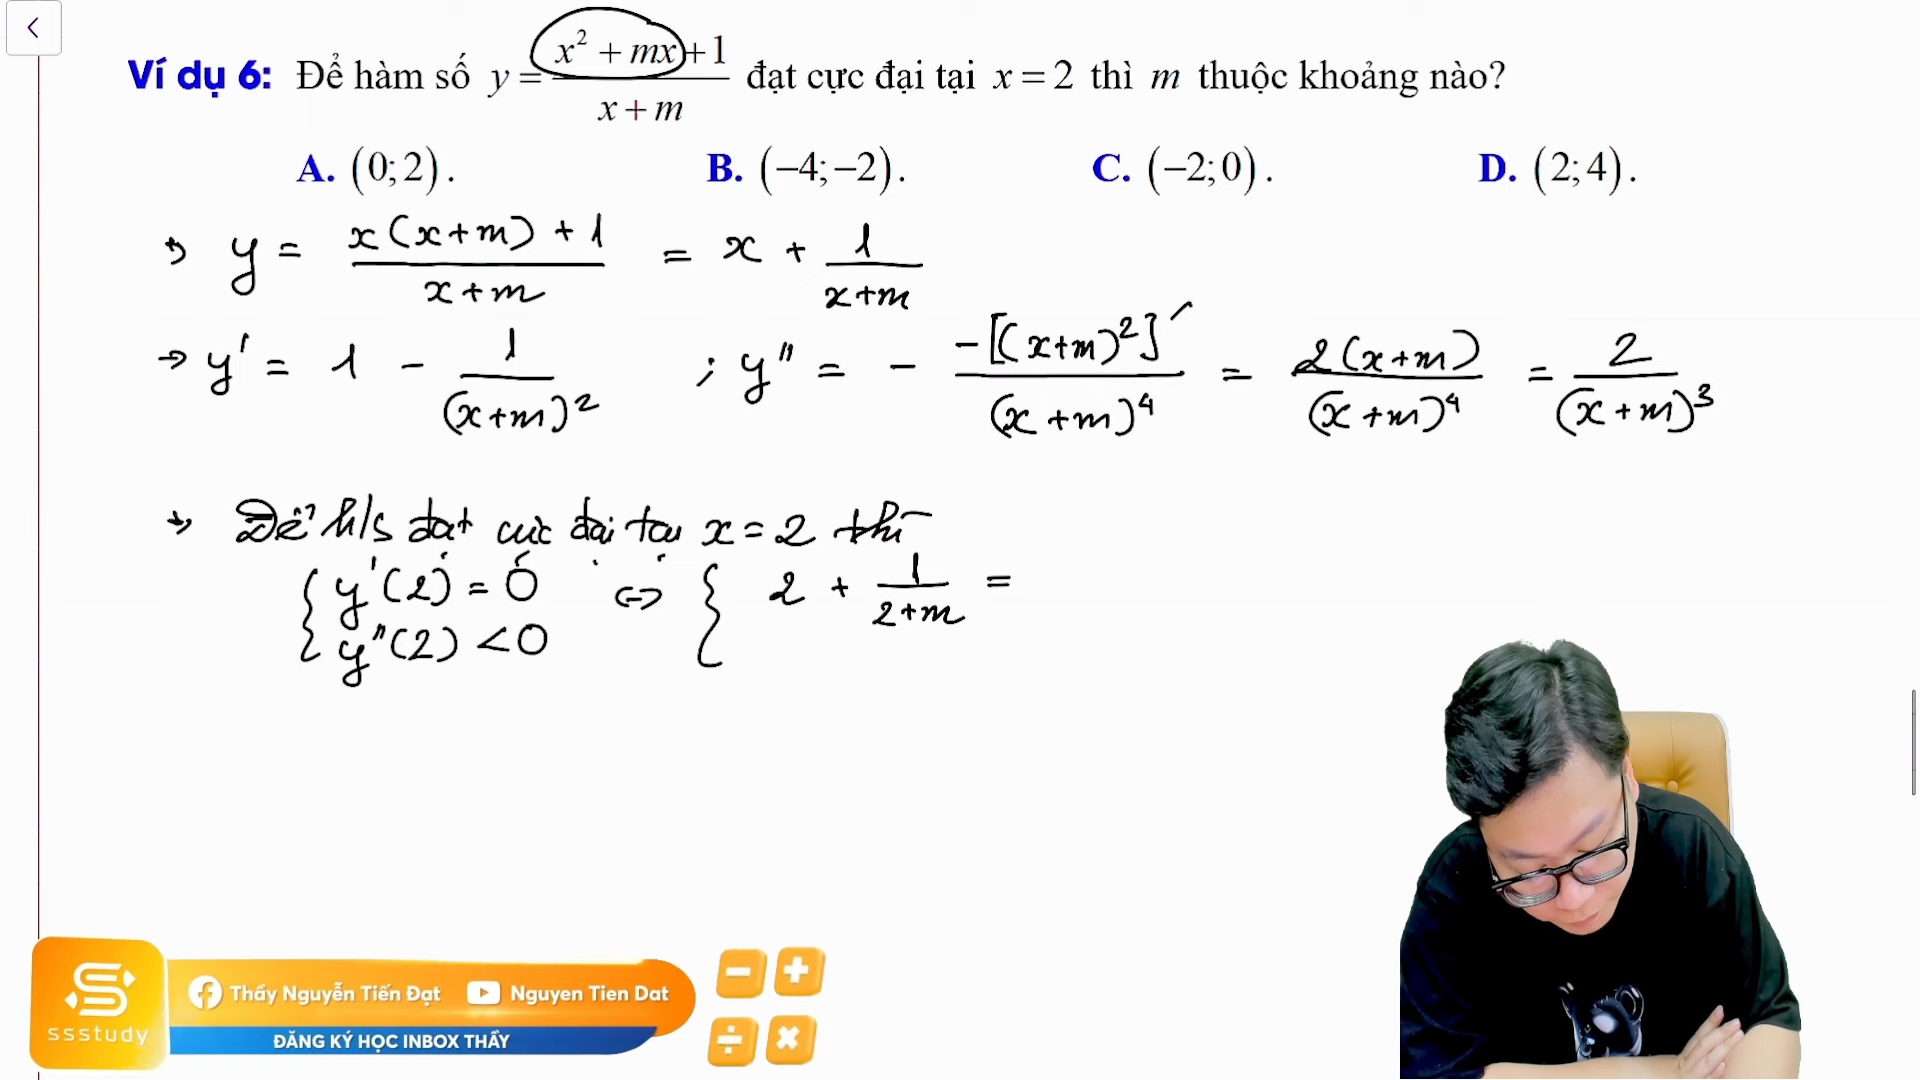 Ví dụ 6: Để hàm số y = (x² + mx + 1)/(x + m) đạt cực đại tại x = 2 thì m thuộc khoảng nào?
A. (0; 2). B. (−4; −2). C. (−2; 0). D. (2; 4).
→ y = (x(x+m) + 1)/(x+m) = x + 1/(x+m)
→ y' = 1 − 1/(x+m)² ; y'' = − (−[(x+m)²]')/(x+m)⁴ = 2(x+m)/(x+m)⁴ = 2/(x+m)³
→ Để h/s đạt cực đại tại x = 2 thì
{ y'(2) = 0 ⇔ { 2 + 1/(2+m) =
{ y''(2) < 0
ssstudy
Thầy Nguyễn Tiến Đạt Nguyen Tien Dat
ĐĂNG KÝ HỌC INBOX THẦY